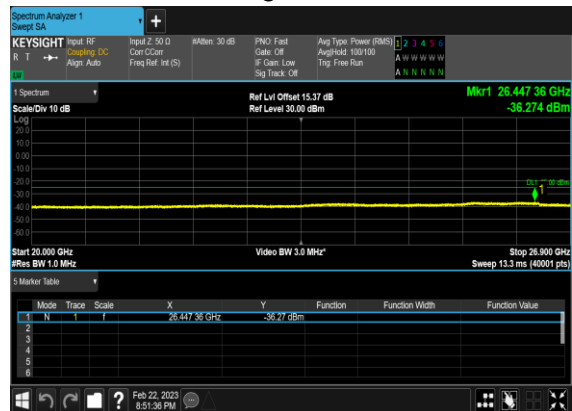 Spectrum Analyzer 1
Swept SA
KEYSIGHT Input: RF Input Z: 50 Ω #Atten: 30 dB PNO: Fast Avg Type: Power (RMS) 1 2 3 4 5 6
R T Coupling: DC Corr CCorr Gate: Off Avg|Hold: 100/100 A W W W W W
Align: Auto Freq Ref: Int (S) IF Gain: Low Trig: Free Run
Sig Track: Off A N N N N N
1 Spectrum Ref Lvl Offset 15.37 dB Mkr1 26.447 36 GHz
Scale/Div 10 dB Ref Level 30.00 dBm -36.274 dBm
Log
20.0
10.0
0.00
-10.0
-20.0
-30.0
1
-40.0
-50.0
-60.0
Start 20.000 GHz Video BW 3.0 MHz* Stop 26.900 GHz
#Res BW 1.0 MHz Sweep 13.3 ms (40001 pts)
5 Marker Table
Mode Trace Scale X Y Function Function Width Function Value
1 N 1 f 26.447 36 GHz -36.27 dBm
2
3
4
5
6
? Feb 22, 2023
8:51:36 PM